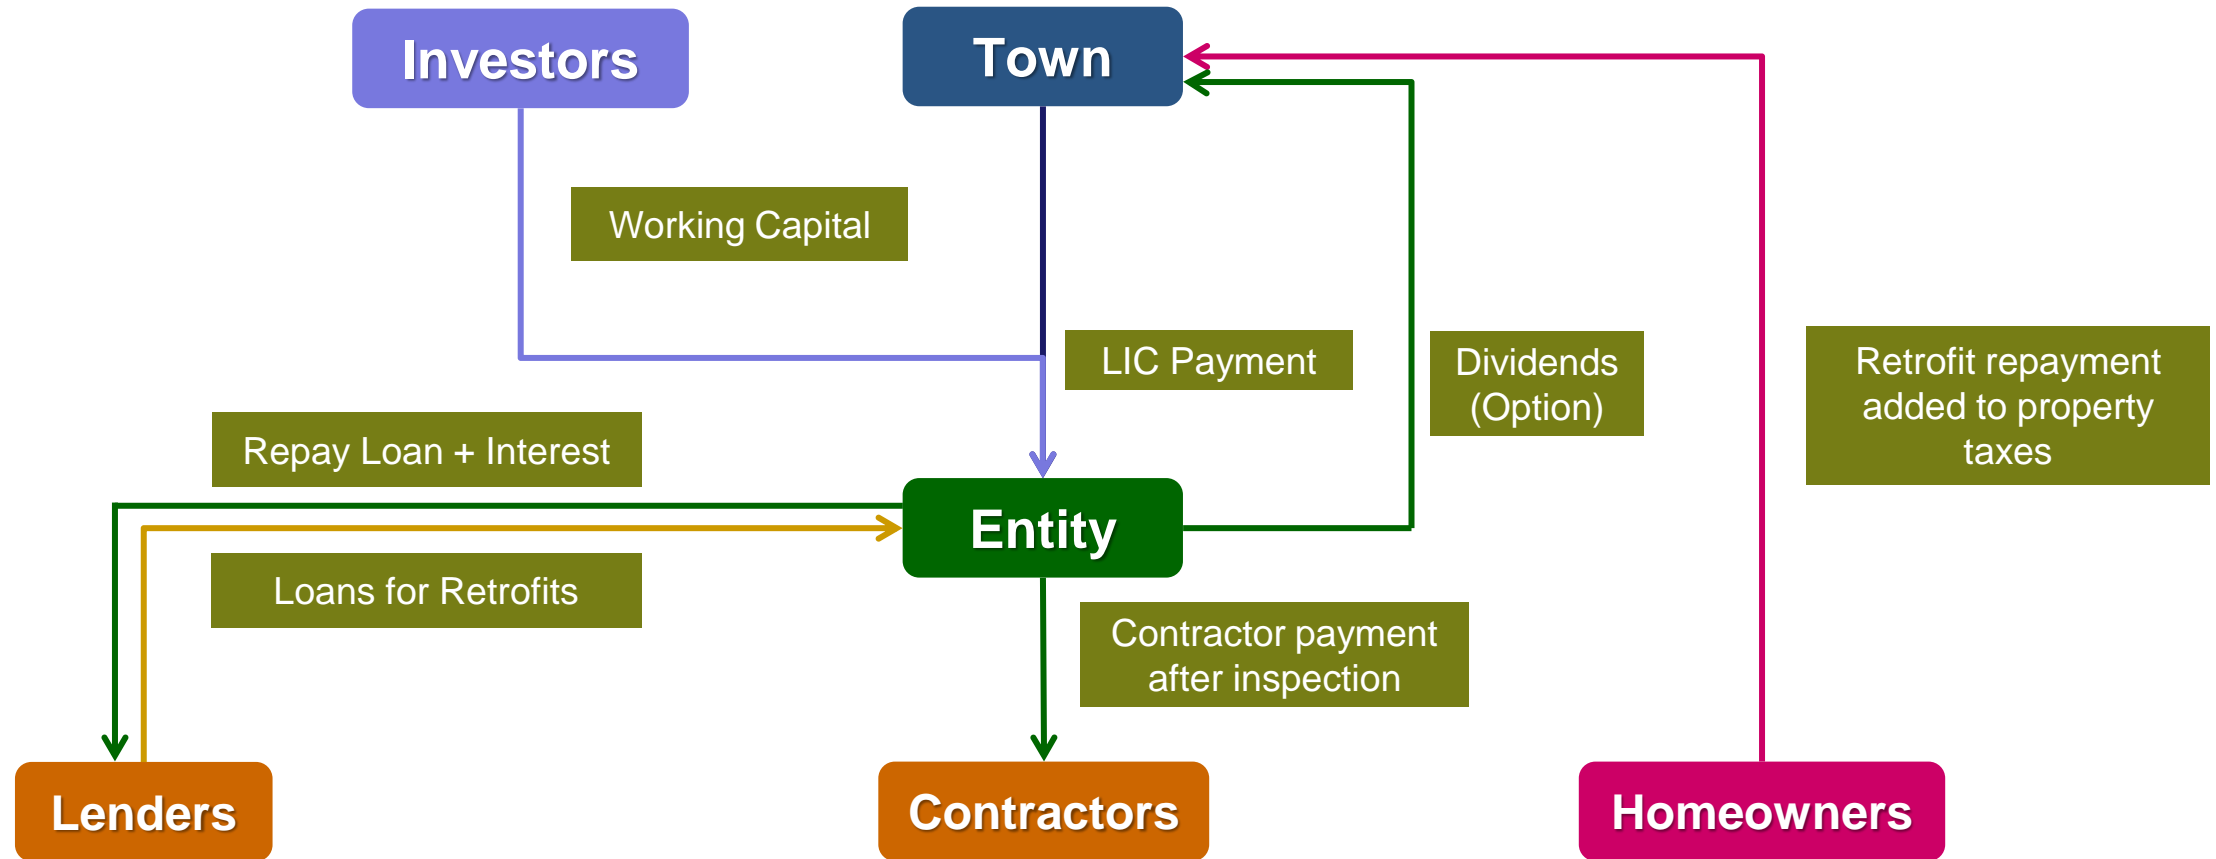 Investors
Town
Working Capital
LIC Payment
Dividends
(Option)
Retrofit repayment
added to property
taxes
Repay Loan + Interest
Entity
Loans for Retrofits
Contractor payment
after inspection
Lenders
Contractors
Homeowners